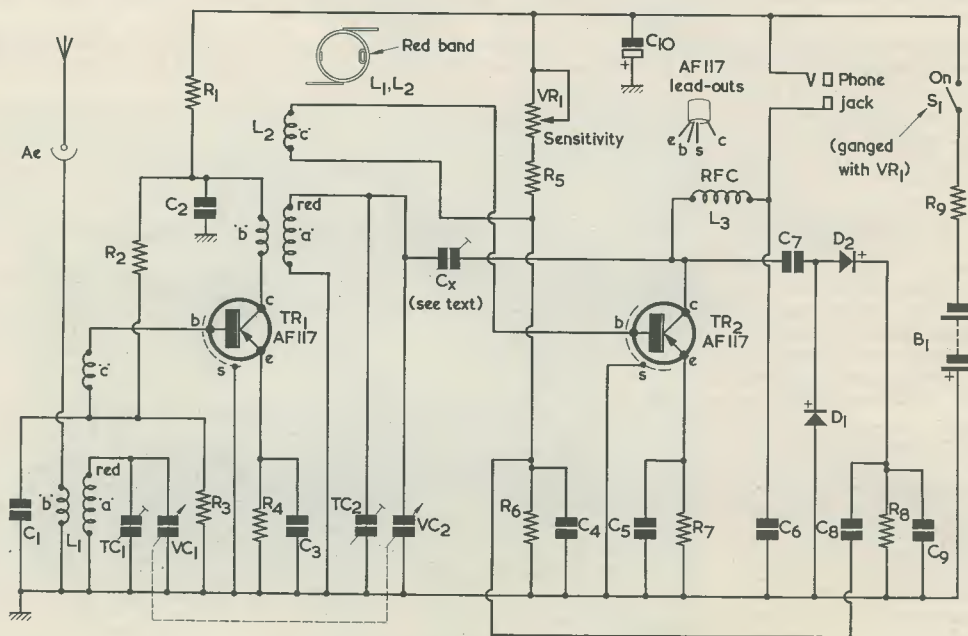 Red band
L1, L2
C10
+
AF117
lead-outs
e b s c
Phone
jack
On
S1
(ganged
with VR1)
R1
L2
"c"
VR1
Sensitivity
R5
RFC
L3
R9
Ae
C2
R2
"b"
red
"a"
Cx
(see text)
C7
D2
+
b
c
TR1
AF117
e
s
b
c
TR2
AF117
e
s
B1
+
"c"
+
D1
red
"b"
"a"
C1
L1
TC1
VC1
R3
R4
C3
TC2
VC2
R6
C4
C5
R7
C6
C8
R8
C9